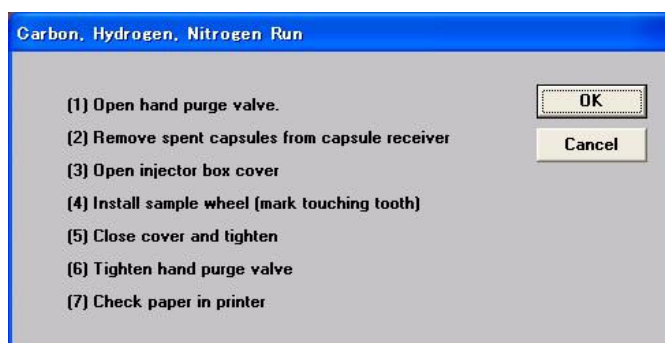 Carbon, Hydrogen, Nitrogen Run
(1) Open hand purge valve.
(2) Remove spent capsules from capsule receiver
(3) Open injector box cover
(4) Install sample wheel (mark touching tooth)
(5) Close cover and tighten
(6) Tighten hand purge valve
(7) Check paper in printer
OK
Cancel